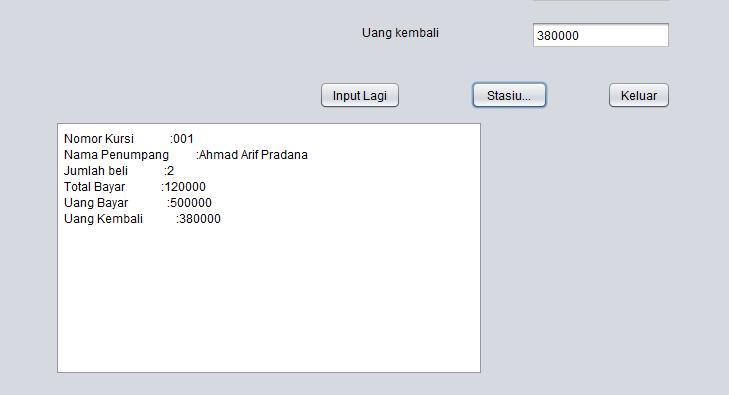 Uang kembali 380000
Input Lagi Stasiu... Keluar
Nomor Kursi :001
Nama Penumpang :Ahmad Arif Pradana
Jumlah beli :2
Total Bayar :120000
Uang Bayar :500000
Uang Kembali :380000